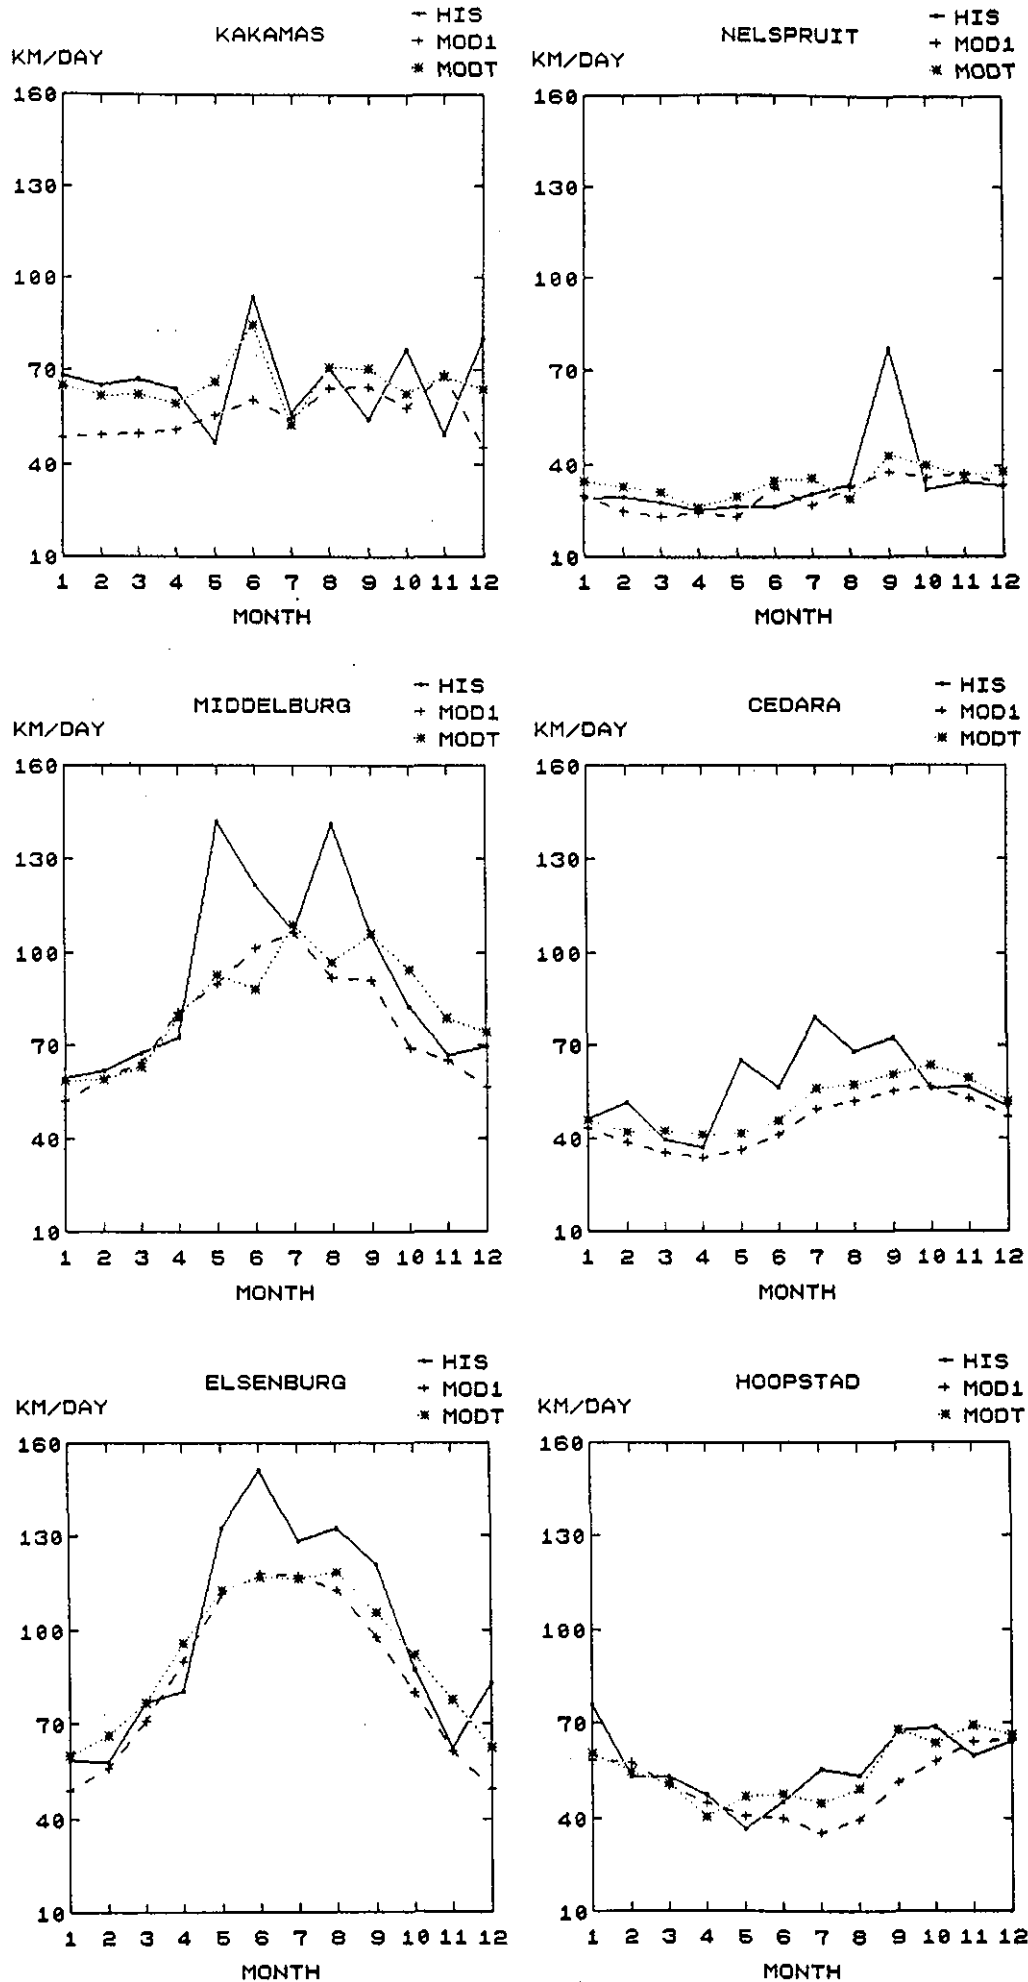 KAKAMAS
HIS
MOD1
MODT
KM/DAY
160
130
100
70
40
10
1 2 3 4 5 6 7 8 9 10 11 12
MONTH
NELSPRUIT
HIS
MOD1
MODT
KM/DAY
160
130
100
70
40
10
1 2 3 4 5 6 7 8 9 10 11 12
MONTH
MIDDELBURG
HIS
MOD1
MODT
KM/DAY
160
130
100
70
40
10
1 2 3 4 5 6 7 8 9 10 11 12
MONTH
CEDARA
HIS
MOD1
MODT
KM/DAY
160
130
100
70
40
10
1 2 3 4 5 6 7 8 9 10 11 12
MONTH
ELSENBURG
HIS
MOD1
MODT
KM/DAY
160
130
100
70
40
10
1 2 3 4 5 6 7 8 9 10 11 12
MONTH
HOOPSTAD
HIS
MOD1
MODT
KM/DAY
160
130
100
70
40
10
1 2 3 4 5 6 7 8 9 10 11 12
MONTH